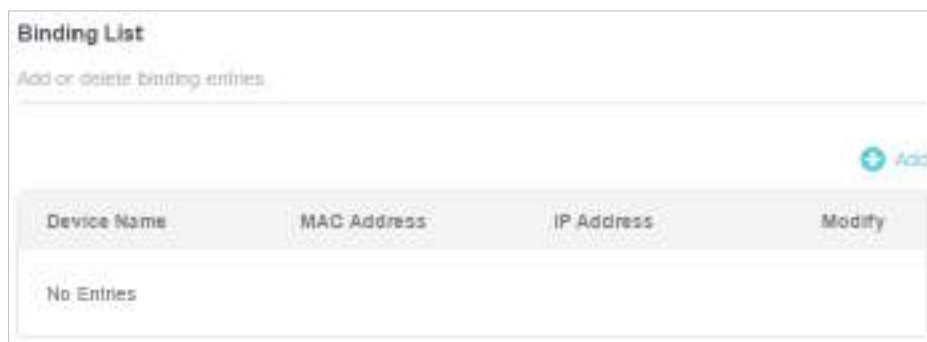 Binding List
Add or delete binding entries.
Add
Device Name MAC Address IP Address Modify
No Entries